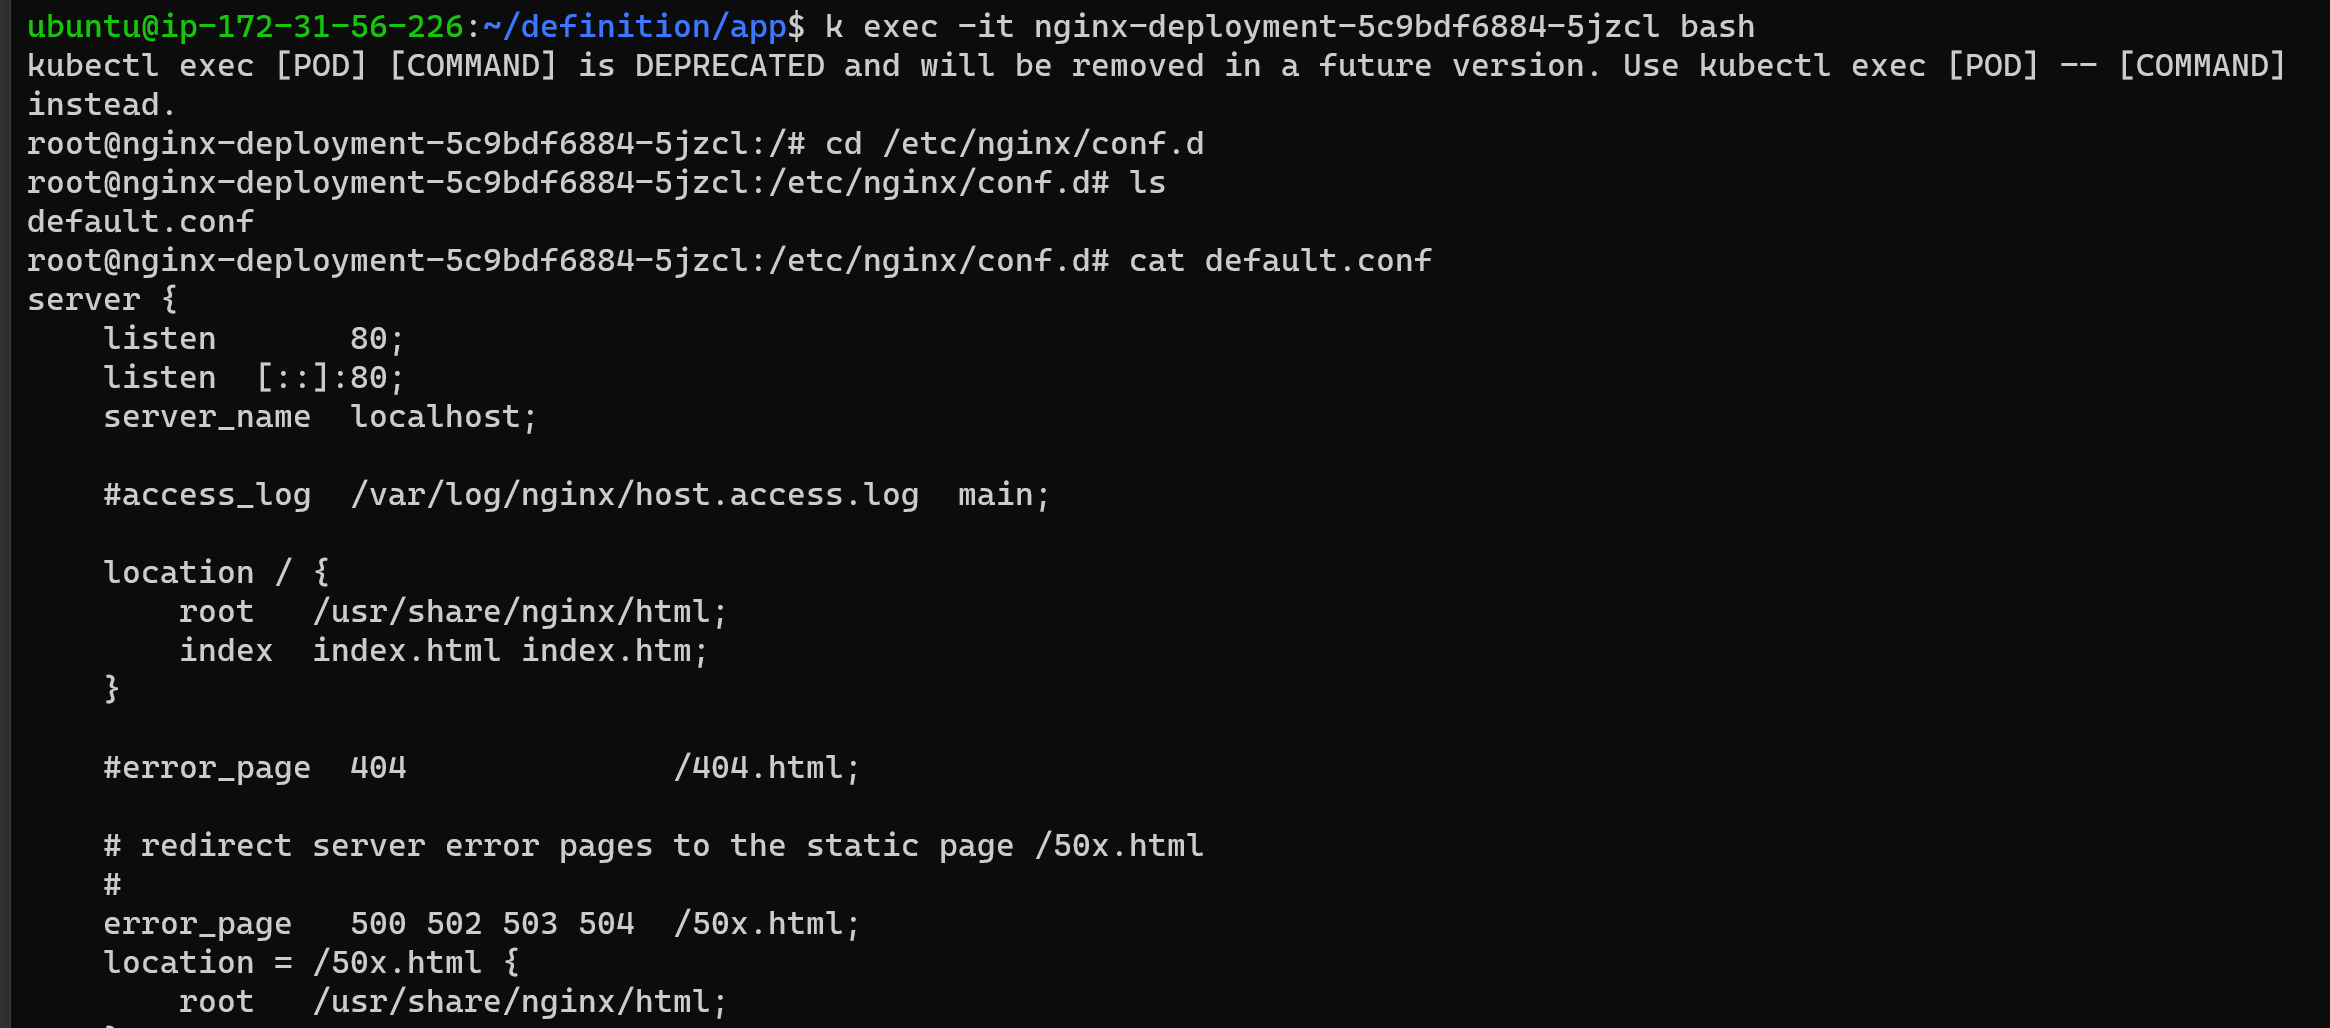 ubuntu@ip-172-31-56-226:~/definition/app$ k exec -it nginx-deployment-5c9bdf6884-5jzcl bash
kubectl exec [POD] [COMMAND] is DEPRECATED and will be removed in a future version. Use kubectl exec [POD] -- [COMMAND]
instead.
root@nginx-deployment-5c9bdf6884-5jzcl:/# cd /etc/nginx/conf.d
root@nginx-deployment-5c9bdf6884-5jzcl:/etc/nginx/conf.d# ls
default.conf
root@nginx-deployment-5c9bdf6884-5jzcl:/etc/nginx/conf.d# cat default.conf
server {
    listen       80;
    listen  [::]:80;
    server_name  localhost;

    #access_log  /var/log/nginx/host.access.log  main;

    location / {
        root   /usr/share/nginx/html;
        index  index.html index.htm;
    }

    #error_page  404              /404.html;

    # redirect server error pages to the static page /50x.html
    #
    error_page   500 502 503 504  /50x.html;
    location = /50x.html {
        root   /usr/share/nginx/html;